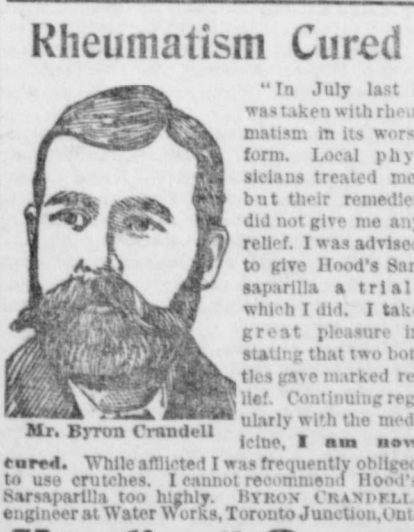 Rheumatism Cured
"In July last
was taken with rheu
matism in its wors
form. Local phy
sicians treated me
but their remedie
did not give me any
relief. I was advised
to give Hood's Sar
saparilla a trial
which I did. I take
great pleasure in
stating that two bot
tles gave marked re
lief. Continuing reg
ularly with the med
icine, I am now
Mr. Byron Crandell
cured. While afflicted I was frequently obliged
to use crutches. I cannot recommend Hood's
Sarsaparilla too highly. BYRON CRANDELL
engineer at Water Works, Toronto Junction, Ont